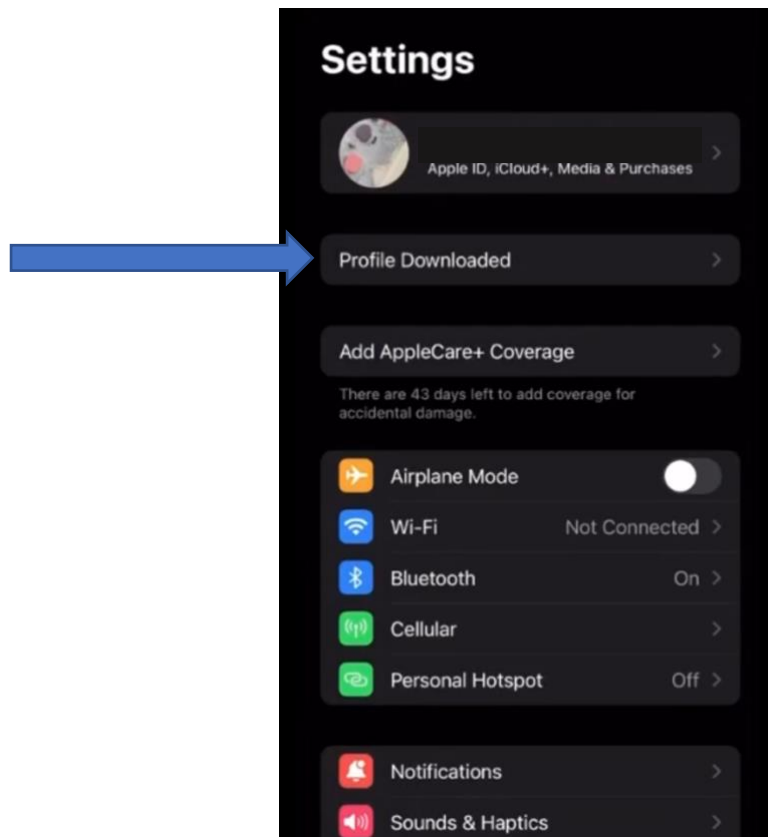 Settings
Apple ID, iCloud+, Media & Purchases
Profile Downloaded
Add AppleCare+ Coverage
There are 43 days left to add coverage for
accidental damage.
Airplane Mode
Wi-Fi Not Connected
Bluetooth On
Cellular
Personal Hotspot Off
Notifications
Sounds & Haptics